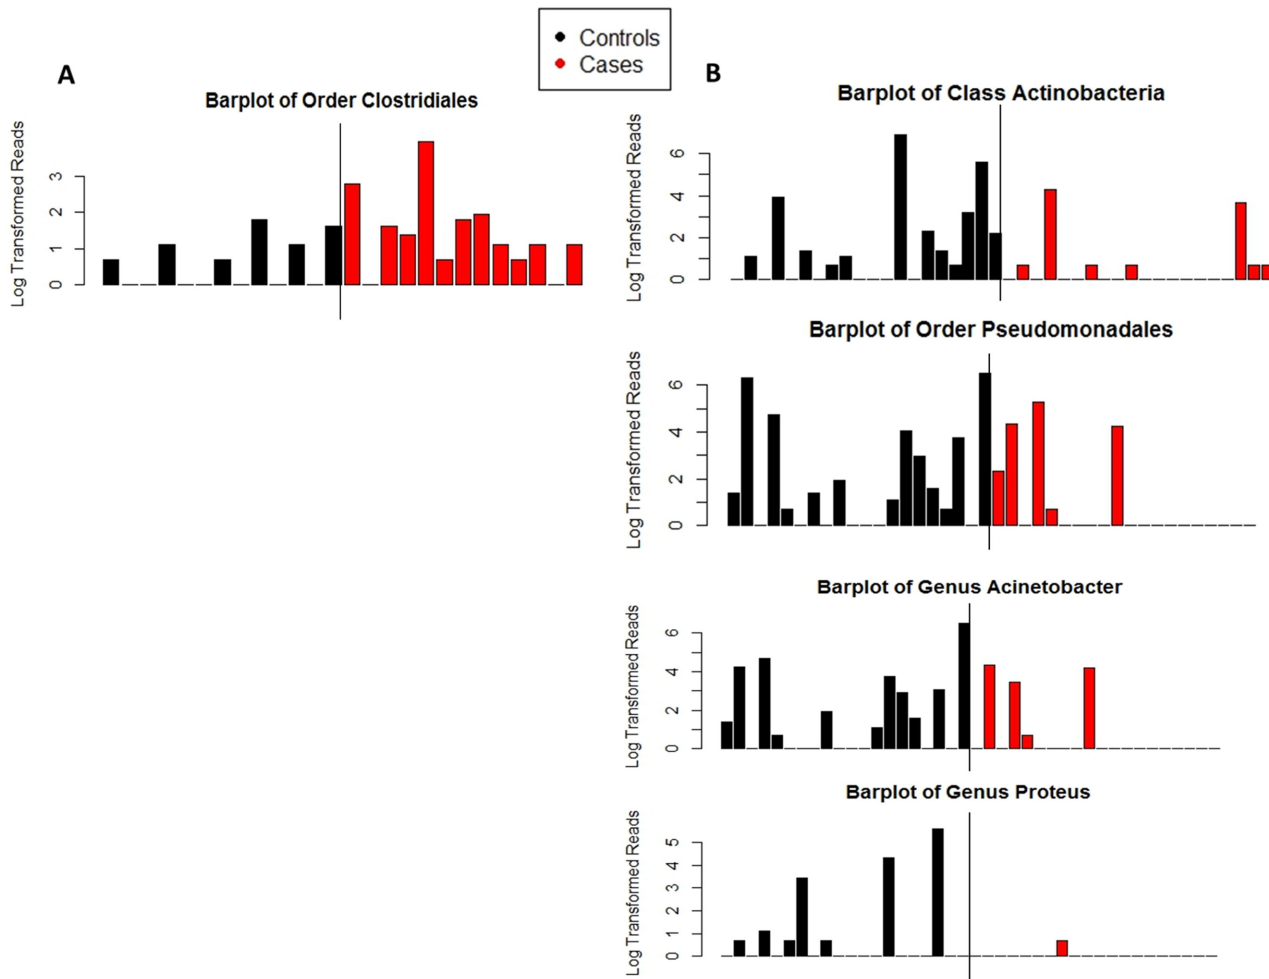 Controls
Cases
A
Barplot of Order Clostridiales
Log Transformed Reads
3
2
1
0
B
Barplot of Class Actinobacteria
Log Transformed Reads
6
4
2
0
Barplot of Order Pseudomonadales
Log Transformed Reads
6
4
2
0
Barplot of Genus Acinetobacter
Log Transformed Reads
6
4
2
0
Barplot of Genus Proteus
Log Transformed Reads
5
4
3
2
1
0